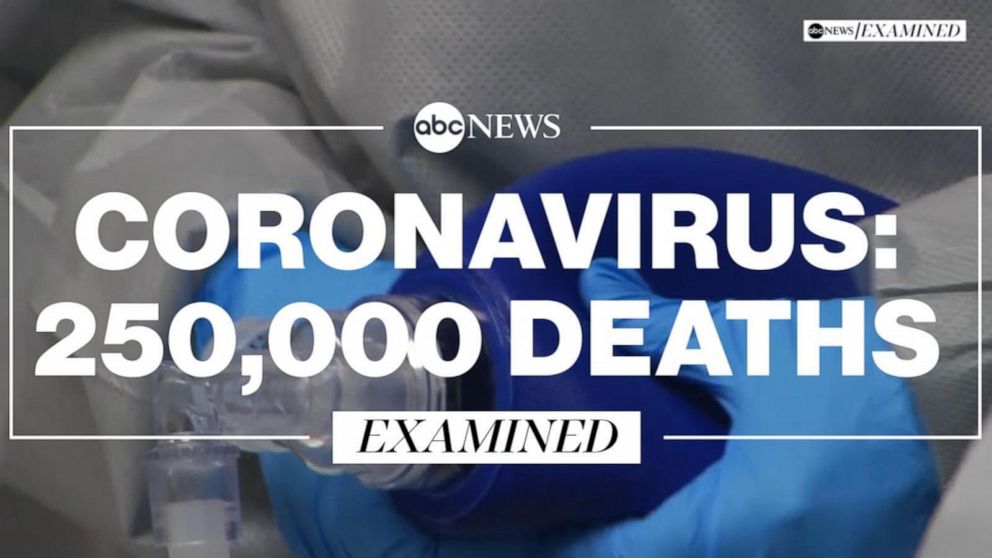 abc NEWS/EXAMINED
abc NEWS
CORONAVIRUS:
250,000 DEATHS
EXAMINED